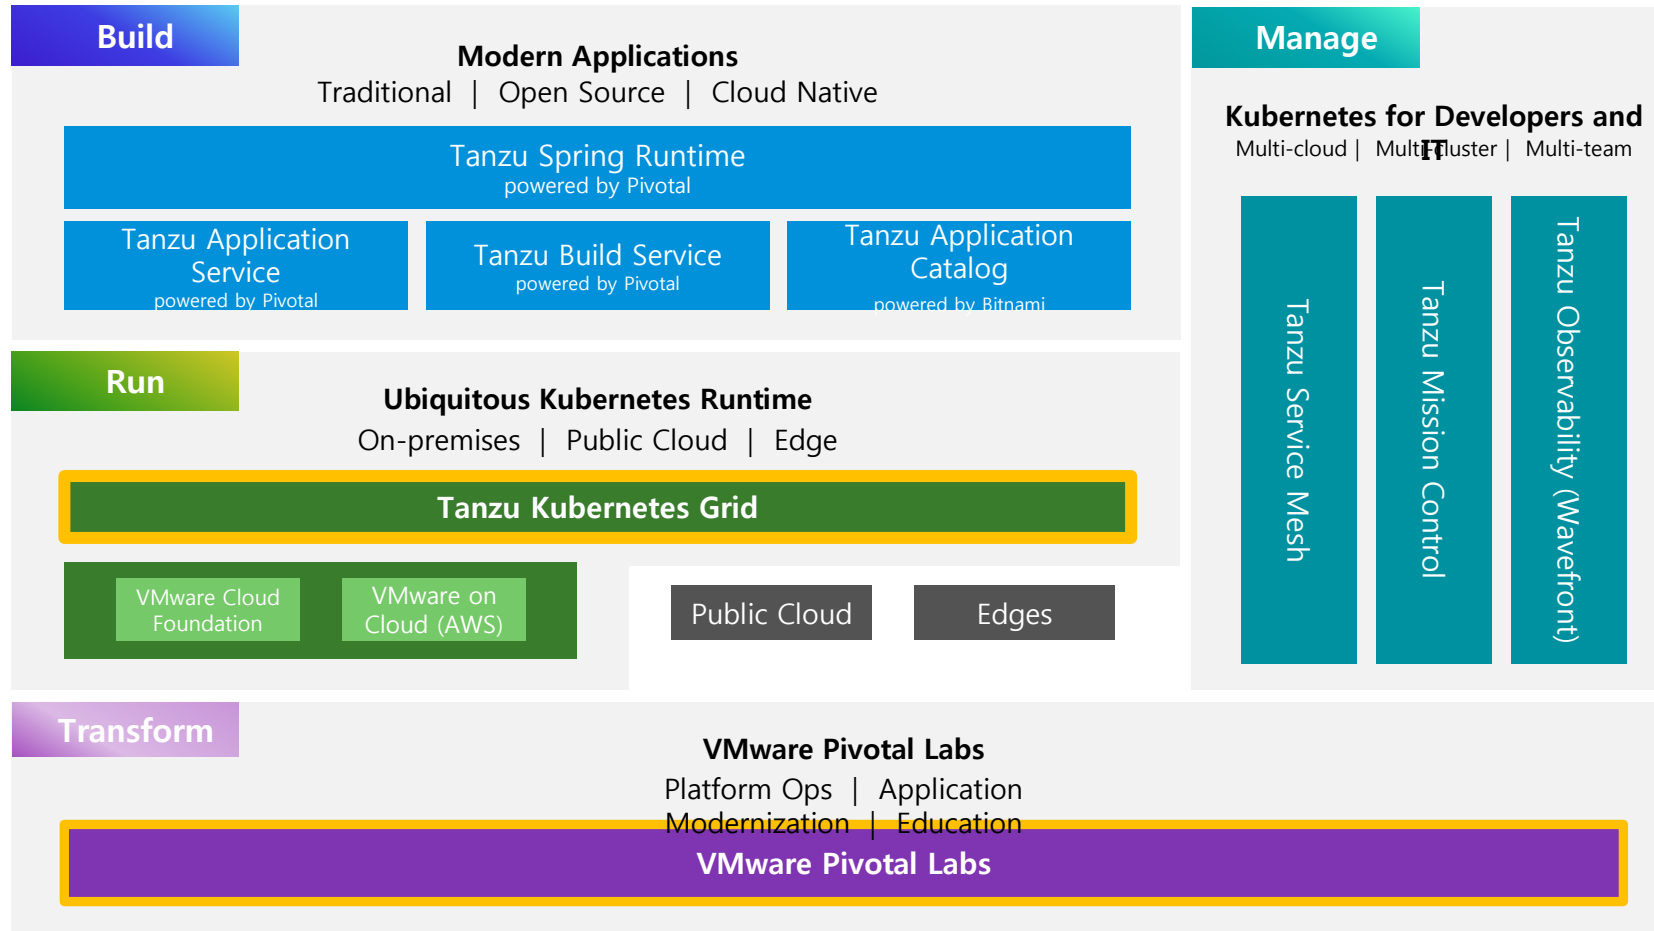 Build
Modern Applications
Traditional | Open Source | Cloud Native
Tanzu Spring Runtime
powered by Pivotal
Tanzu Application
Service
powered by Pivotal
Tanzu Build Service
powered by Pivotal
Tanzu Application
Catalog
powered by Bitnami
Manage
Kubernetes for Developers and
IT
Multi-cloud | Multi-cluster | Multi-team
Tanzu Service Mesh
Tanzu Mission Control
Tanzu Observability (Wavefront)
Run
Ubiquitous Kubernetes Runtime
On-premises | Public Cloud | Edge
Tanzu Kubernetes Grid
VMware Cloud
Foundation
VMware on
Cloud (AWS)
Public Cloud
Edges
Transform
VMware Pivotal Labs
Platform Ops | Application
Modernization | Education
VMware Pivotal Labs